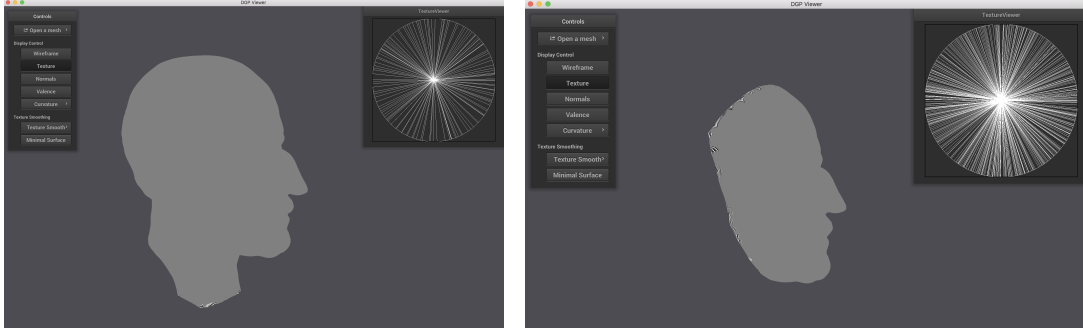 DGP Viewer
Controls
Open a mesh
Display Control
Wireframe
Texture
Normals
Valence
Curvature
Texture Smoothing
Texture Smooth
Minimal Surface
TextureViewer
DGP Viewer
Controls
Open a mesh
Display Control
Wireframe
Texture
Normals
Valence
Curvature
Texture Smoothing
Texture Smooth
Minimal Surface
TextureViewer